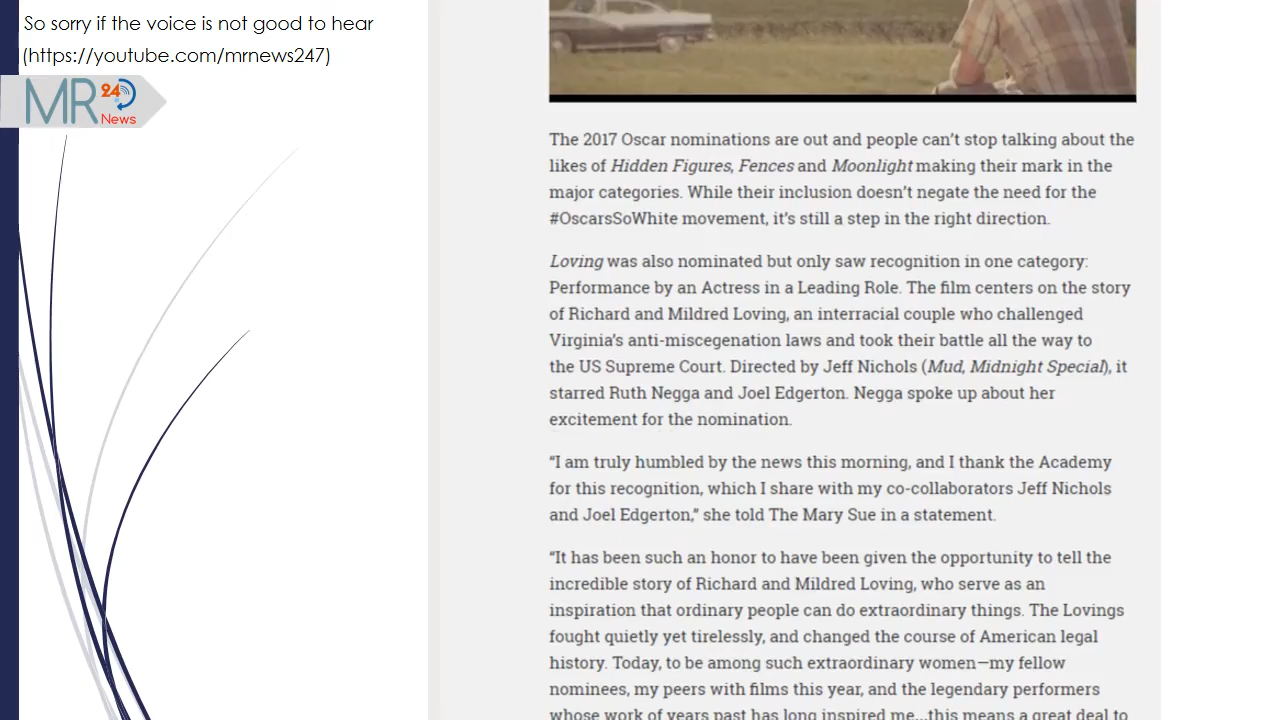 So sorry if the voice is not good to hear
(https://youtube.com/mrnews247)
MR
24
News
The 2017 Oscar nominations are out and people can’t stop talking about the
likes of Hidden Figures, Fences and Moonlight making their mark in the
major categories. While their inclusion doesn’t negate the need for the
#OscarsSoWhite movement, it’s still a step in the right direction.
Loving was also nominated but only saw recognition in one category:
Performance by an Actress in a Leading Role. The film centers on the story
of Richard and Mildred Loving, an interracial couple who challenged
Virginia’s anti-miscegenation laws and took their battle all the way to
the US Supreme Court. Directed by Jeff Nichols (Mud, Midnight Special), it
starred Ruth Negga and Joel Edgerton. Negga spoke up about her
excitement for the nomination.
“I am truly humbled by the news this morning, and I thank the Academy
for this recognition, which I share with my co-collaborators Jeff Nichols
and Joel Edgerton,” she told The Mary Sue in a statement.
“It has been such an honor to have been given the opportunity to tell the
incredible story of Richard and Mildred Loving, who serve as an
inspiration that ordinary people can do extraordinary things. The Lovings
fought quietly yet tirelessly, and changed the course of American legal
history. Today, to be among such extraordinary women—my fellow
nominees, my peers with films this year, and the legendary performers
whose work of years past has long inspired me...this means a great deal to